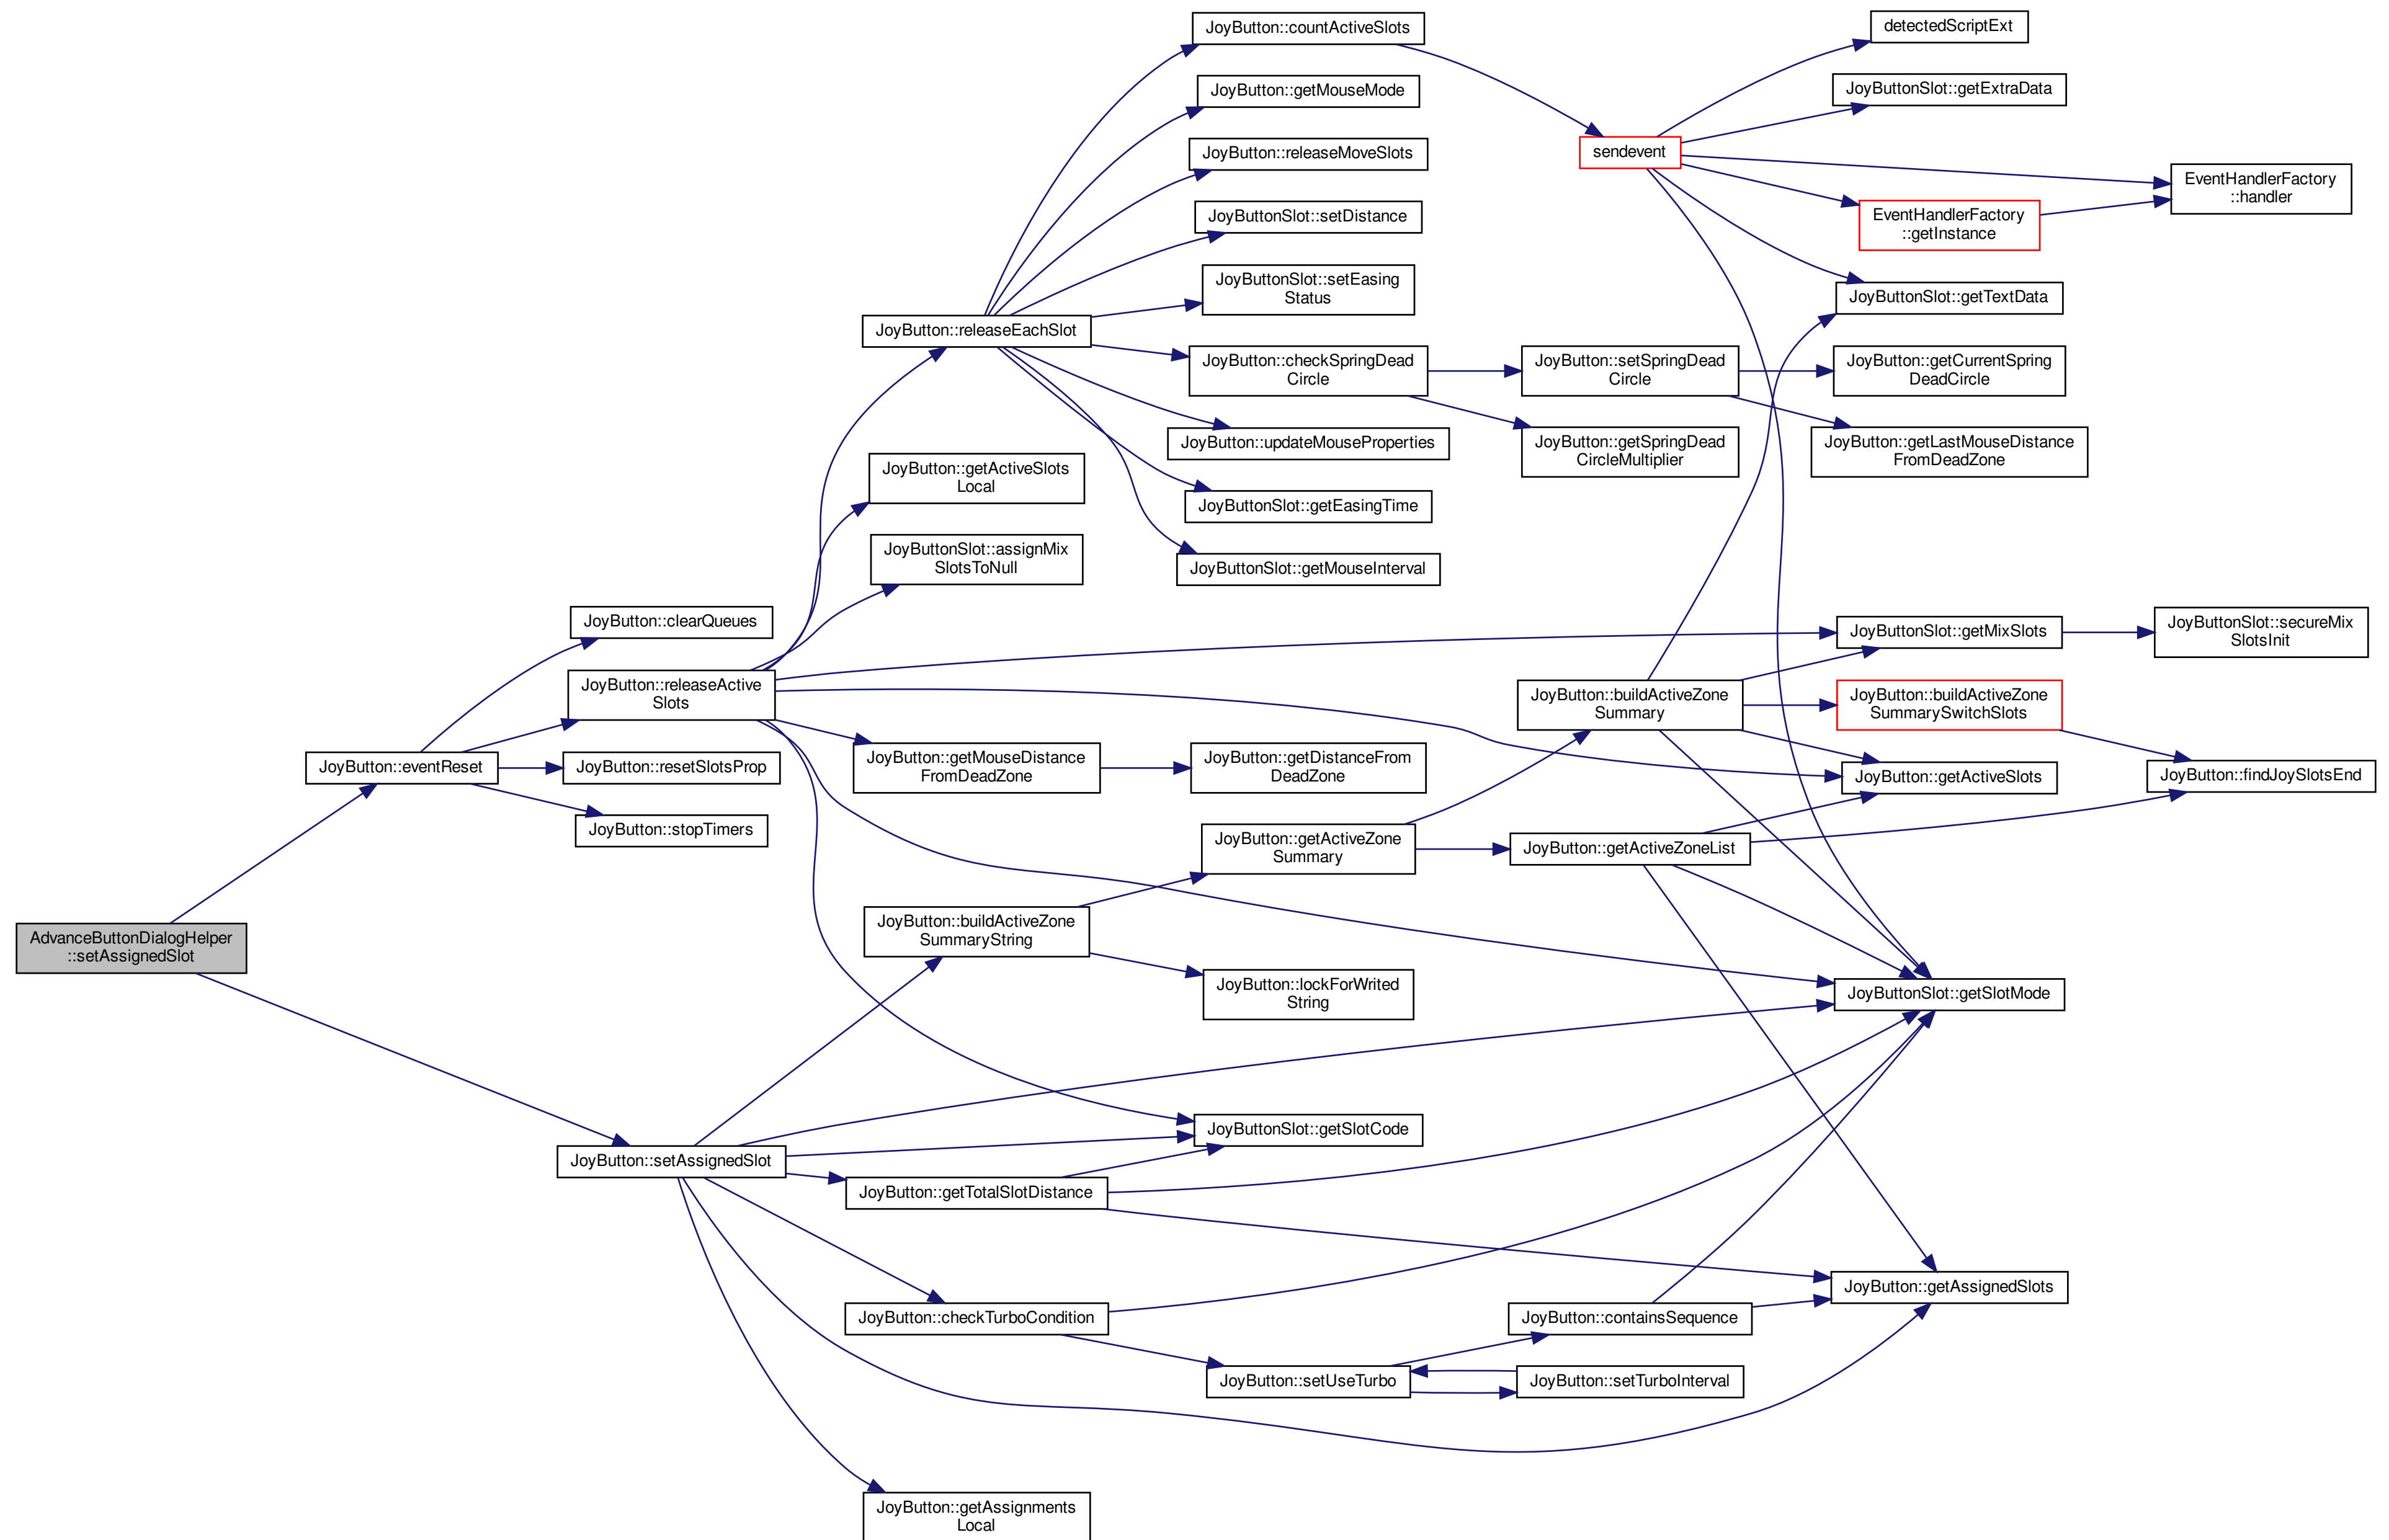 AdvanceButtonDialogHelper
::setAssignedSlot
JoyButton::eventReset
JoyButton::clearQueues
JoyButton::releaseActive
Slots
JoyButton::resetSlotsProp
JoyButton::stopTimers
JoyButton::setAssignedSlot
JoyButton::releaseEachSlot
JoyButton::getActiveSlots
Local
JoyButtonSlot::assignMix
SlotsToNull
JoyButton::getMouseDistance
FromDeadZone
JoyButton::buildActiveZone
SummaryString
JoyButton::getTotalSlotDistance
JoyButton::checkTurboCondition
JoyButton::getAssignments
Local
JoyButton::countActiveSlots
JoyButton::getMouseMode
JoyButton::releaseMoveSlots
JoyButtonSlot::setDistance
JoyButtonSlot::setEasing
Status
JoyButton::checkSpringDead
Circle
JoyButton::updateMouseProperties
JoyButtonSlot::getEasingTime
JoyButtonSlot::getMouseInterval
JoyButton::getDistanceFrom
DeadZone
JoyButton::getActiveZone
Summary
JoyButton::lockForWrited
String
JoyButtonSlot::getSlotCode
JoyButton::setUseTurbo
sendevent
JoyButton::setSpringDead
Circle
JoyButton::getSpringDead
CircleMultiplier
JoyButton::buildActiveZone
Summary
JoyButton::getActiveZoneList
JoyButton::containsSequence
JoyButton::setTurboInterval
detectedScriptExt
JoyButtonSlot::getExtraData
EventHandlerFactory
::getInstance
JoyButtonSlot::getTextData
JoyButton::getCurrentSpring
DeadCircle
JoyButton::getLastMouseDistance
FromDeadZone
JoyButtonSlot::getMixSlots
JoyButton::buildActiveZone
SummarySwitchSlots
JoyButton::getActiveSlots
JoyButtonSlot::getSlotMode
JoyButton::getAssignedSlots
EventHandlerFactory
::handler
JoyButtonSlot::secureMix
SlotsInit
JoyButton::findJoySlotsEnd